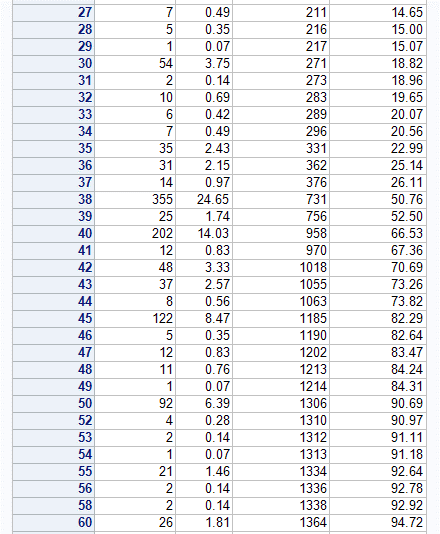 27 7 0.49 211 14.65
28 5 0.35 216 15.00
29 1 0.07 217 15.07
30 54 3.75 271 18.82
31 2 0.14 273 18.96
32 10 0.69 283 19.65
33 6 0.42 289 20.07
34 7 0.49 296 20.56
35 35 2.43 331 22.99
36 31 2.15 362 25.14
37 14 0.97 376 26.11
38 355 24.65 731 50.76
39 25 1.74 756 52.50
40 202 14.03 958 66.53
41 12 0.83 970 67.36
42 48 3.33 1018 70.69
43 37 2.57 1055 73.26
44 8 0.56 1063 73.82
45 122 8.47 1185 82.29
46 5 0.35 1190 82.64
47 12 0.83 1202 83.47
48 11 0.76 1213 84.24
49 1 0.07 1214 84.31
50 92 6.39 1306 90.69
52 4 0.28 1310 90.97
53 2 0.14 1312 91.11
54 1 0.07 1313 91.18
55 21 1.46 1334 92.64
56 2 0.14 1336 92.78
58 2 0.14 1338 92.92
60 26 1.81 1364 94.72